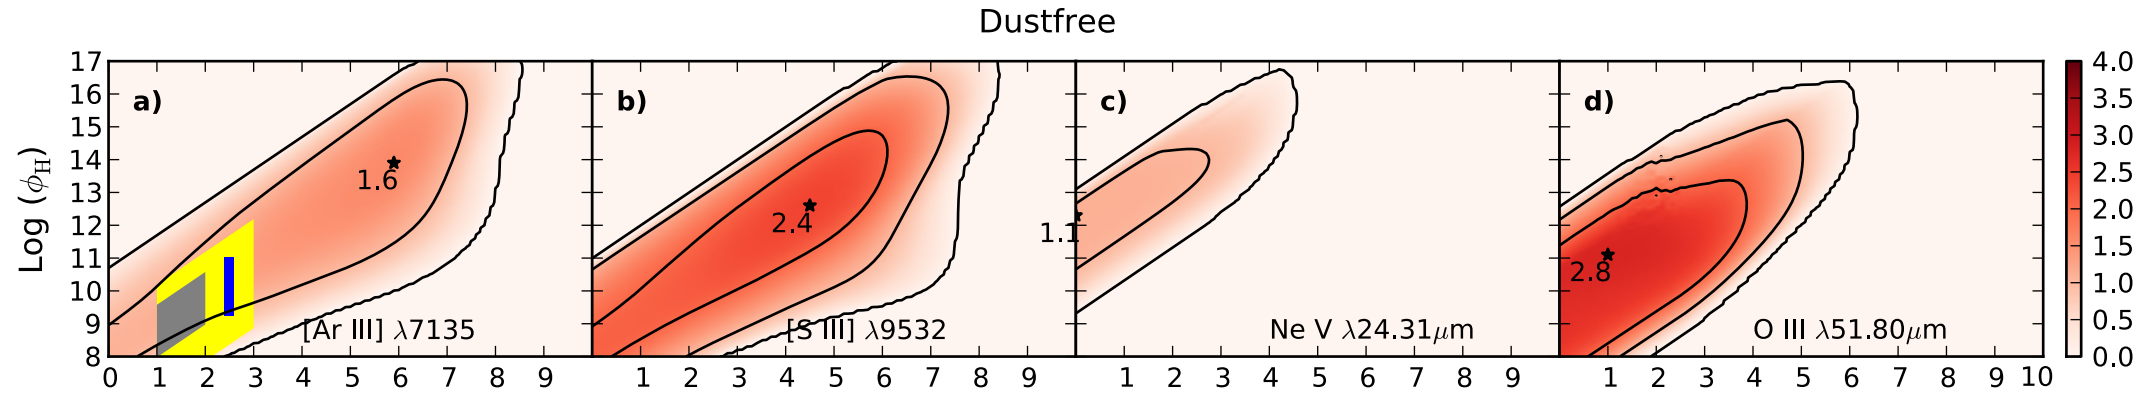 Dustfree
Log (ϕH)
17
16
15
14
13
12
11
10
9
8
a)
1.6
[Ar III] λ7135
b)
2.4
[S III] λ9532
c)
1.1
Ne V λ24.31μm
d)
2.8
O III λ51.80μm
0 1 2 3 4 5 6 7 8 9
1 2 3 4 5 6 7 8 9
1 2 3 4 5 6 7 8 9
1 2 3 4 5 6 7 8 9 10
4.0
3.5
3.0
2.5
2.0
1.5
1.0
0.5
0.0